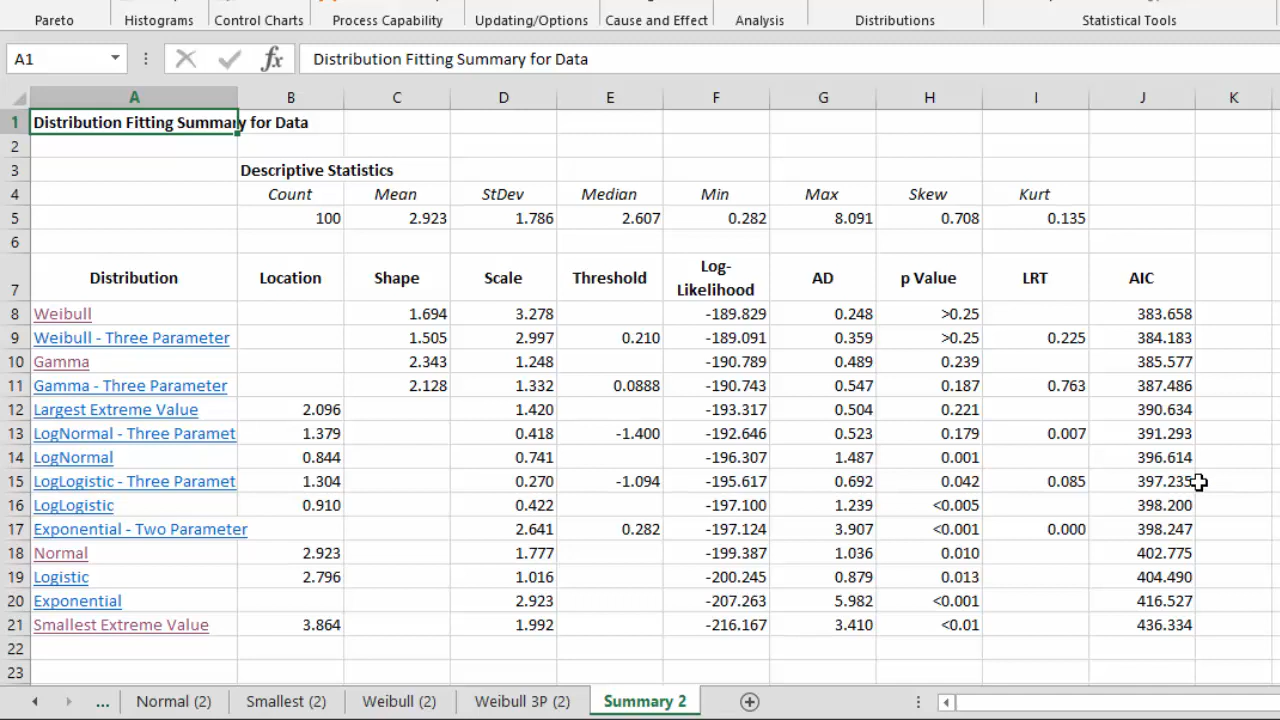 Pareto Histograms Control Charts Process Capability Updating/Options Cause and Effect Analysis Distributions Statistical Tools
A1 fx Distribution Fitting Summary for Data
A B C D E F G H I J K
1 Distribution Fitting Summary for Data
2
3 Descriptive Statistics
4 Count Mean StDev Median Min Max Skew Kurt
5 100 2.923 1.786 2.607 0.282 8.091 0.708 0.135
6
7 Distribution Location Shape Scale Threshold Log-Likelihood AD p Value LRT AIC
8 Weibull 1.694 3.278 -189.829 0.248 >0.25 383.658
9 Weibull - Three Parameter 1.505 2.997 0.210 -189.091 0.359 >0.25 0.225 384.183
10 Gamma 2.343 1.248 -190.789 0.489 0.239 385.577
11 Gamma - Three Parameter 2.128 1.332 0.0888 -190.743 0.547 0.187 0.763 387.486
12 Largest Extreme Value 2.096 1.420 -193.317 0.504 0.221 390.634
13 LogNormal - Three Paramet 1.379 0.418 -1.400 -192.646 0.523 0.179 0.007 391.293
14 LogNormal 0.844 0.741 -196.307 1.487 0.001 396.614
15 LogLogistic - Three Paramet 1.304 0.270 -1.094 -195.617 0.692 0.042 0.085 397.235
16 LogLogistic 0.910 0.422 -197.100 1.239 <0.005 398.200
17 Exponential - Two Parameter 2.641 0.282 -197.124 3.907 <0.001 0.000 398.247
18 Normal 2.923 1.777 -199.387 1.036 0.010 402.775
19 Logistic 2.796 1.016 -200.245 0.879 0.013 404.490
20 Exponential 2.923 -207.263 5.982 <0.001 416.527
21 Smallest Extreme Value 3.864 1.992 -216.167 3.410 <0.01 436.334
22
23
... Normal (2) Smallest (2) Weibull (2) Weibull 3P (2) Summary 2